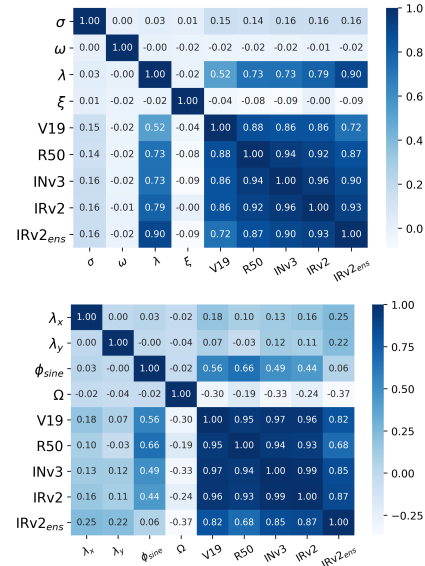 σ 1.00 0.00 0.03 0.01 0.15 0.14 0.16 0.16 0.16
ω 0.00 1.00 -0.00 -0.02 -0.02 -0.02 -0.02 -0.01 -0.02
λ 0.03 -0.00 1.00 -0.02 0.52 0.73 0.73 0.79 0.90
ξ 0.01 -0.02 -0.02 1.00 -0.04 -0.08 -0.09 -0.00 -0.09
V19 0.15 -0.02 0.52 -0.04 1.00 0.88 0.86 0.86 0.72
R50 0.14 -0.02 0.73 -0.08 0.88 1.00 0.94 0.92 0.87
INv3 0.16 -0.02 0.73 -0.09 0.86 0.94 1.00 0.96 0.90
IRv2 0.16 -0.01 0.79 -0.00 0.86 0.92 0.96 1.00 0.93
IRv2ens 0.16 -0.02 0.90 -0.09 0.72 0.87 0.90 0.93 1.00
σ ω λ ξ V19 R50 INv3 IRv2 IRv2ens
1.0
0.8
0.6
0.4
0.2
0.0
λx 1.00 0.00 0.03 -0.02 0.18 0.10 0.13 0.16 0.25
λy 0.00 1.00 -0.00 -0.04 0.07 -0.03 0.12 0.11 0.22
ϕsine 0.03 -0.00 1.00 -0.02 0.56 0.66 0.49 0.44 0.06
Ω -0.02 -0.04 -0.02 1.00 -0.30 -0.19 -0.33 -0.24 -0.37
V19 0.18 0.07 0.56 -0.30 1.00 0.95 0.97 0.96 0.82
R50 0.10 -0.03 0.66 -0.19 0.95 1.00 0.94 0.93 0.68
INv3 0.13 0.12 0.49 -0.33 0.97 0.94 1.00 0.99 0.85
IRv2 0.16 0.11 0.44 -0.24 0.96 0.93 0.99 1.00 0.87
IRv2ens 0.25 0.22 0.06 -0.37 0.82 0.68 0.85 0.87 1.00
λx λy ϕsine Ω V19 R50 INv3 IRv2 IRv2ens
1.00
0.75
0.50
0.25
0.00
−0.25